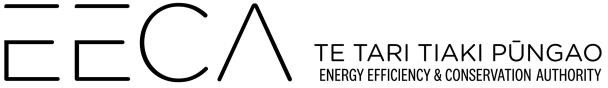 EECA
TE TARI TIAKI PŪNGAO
ENERGY EFFICIENCY & CONSERVATION AUTHORITY